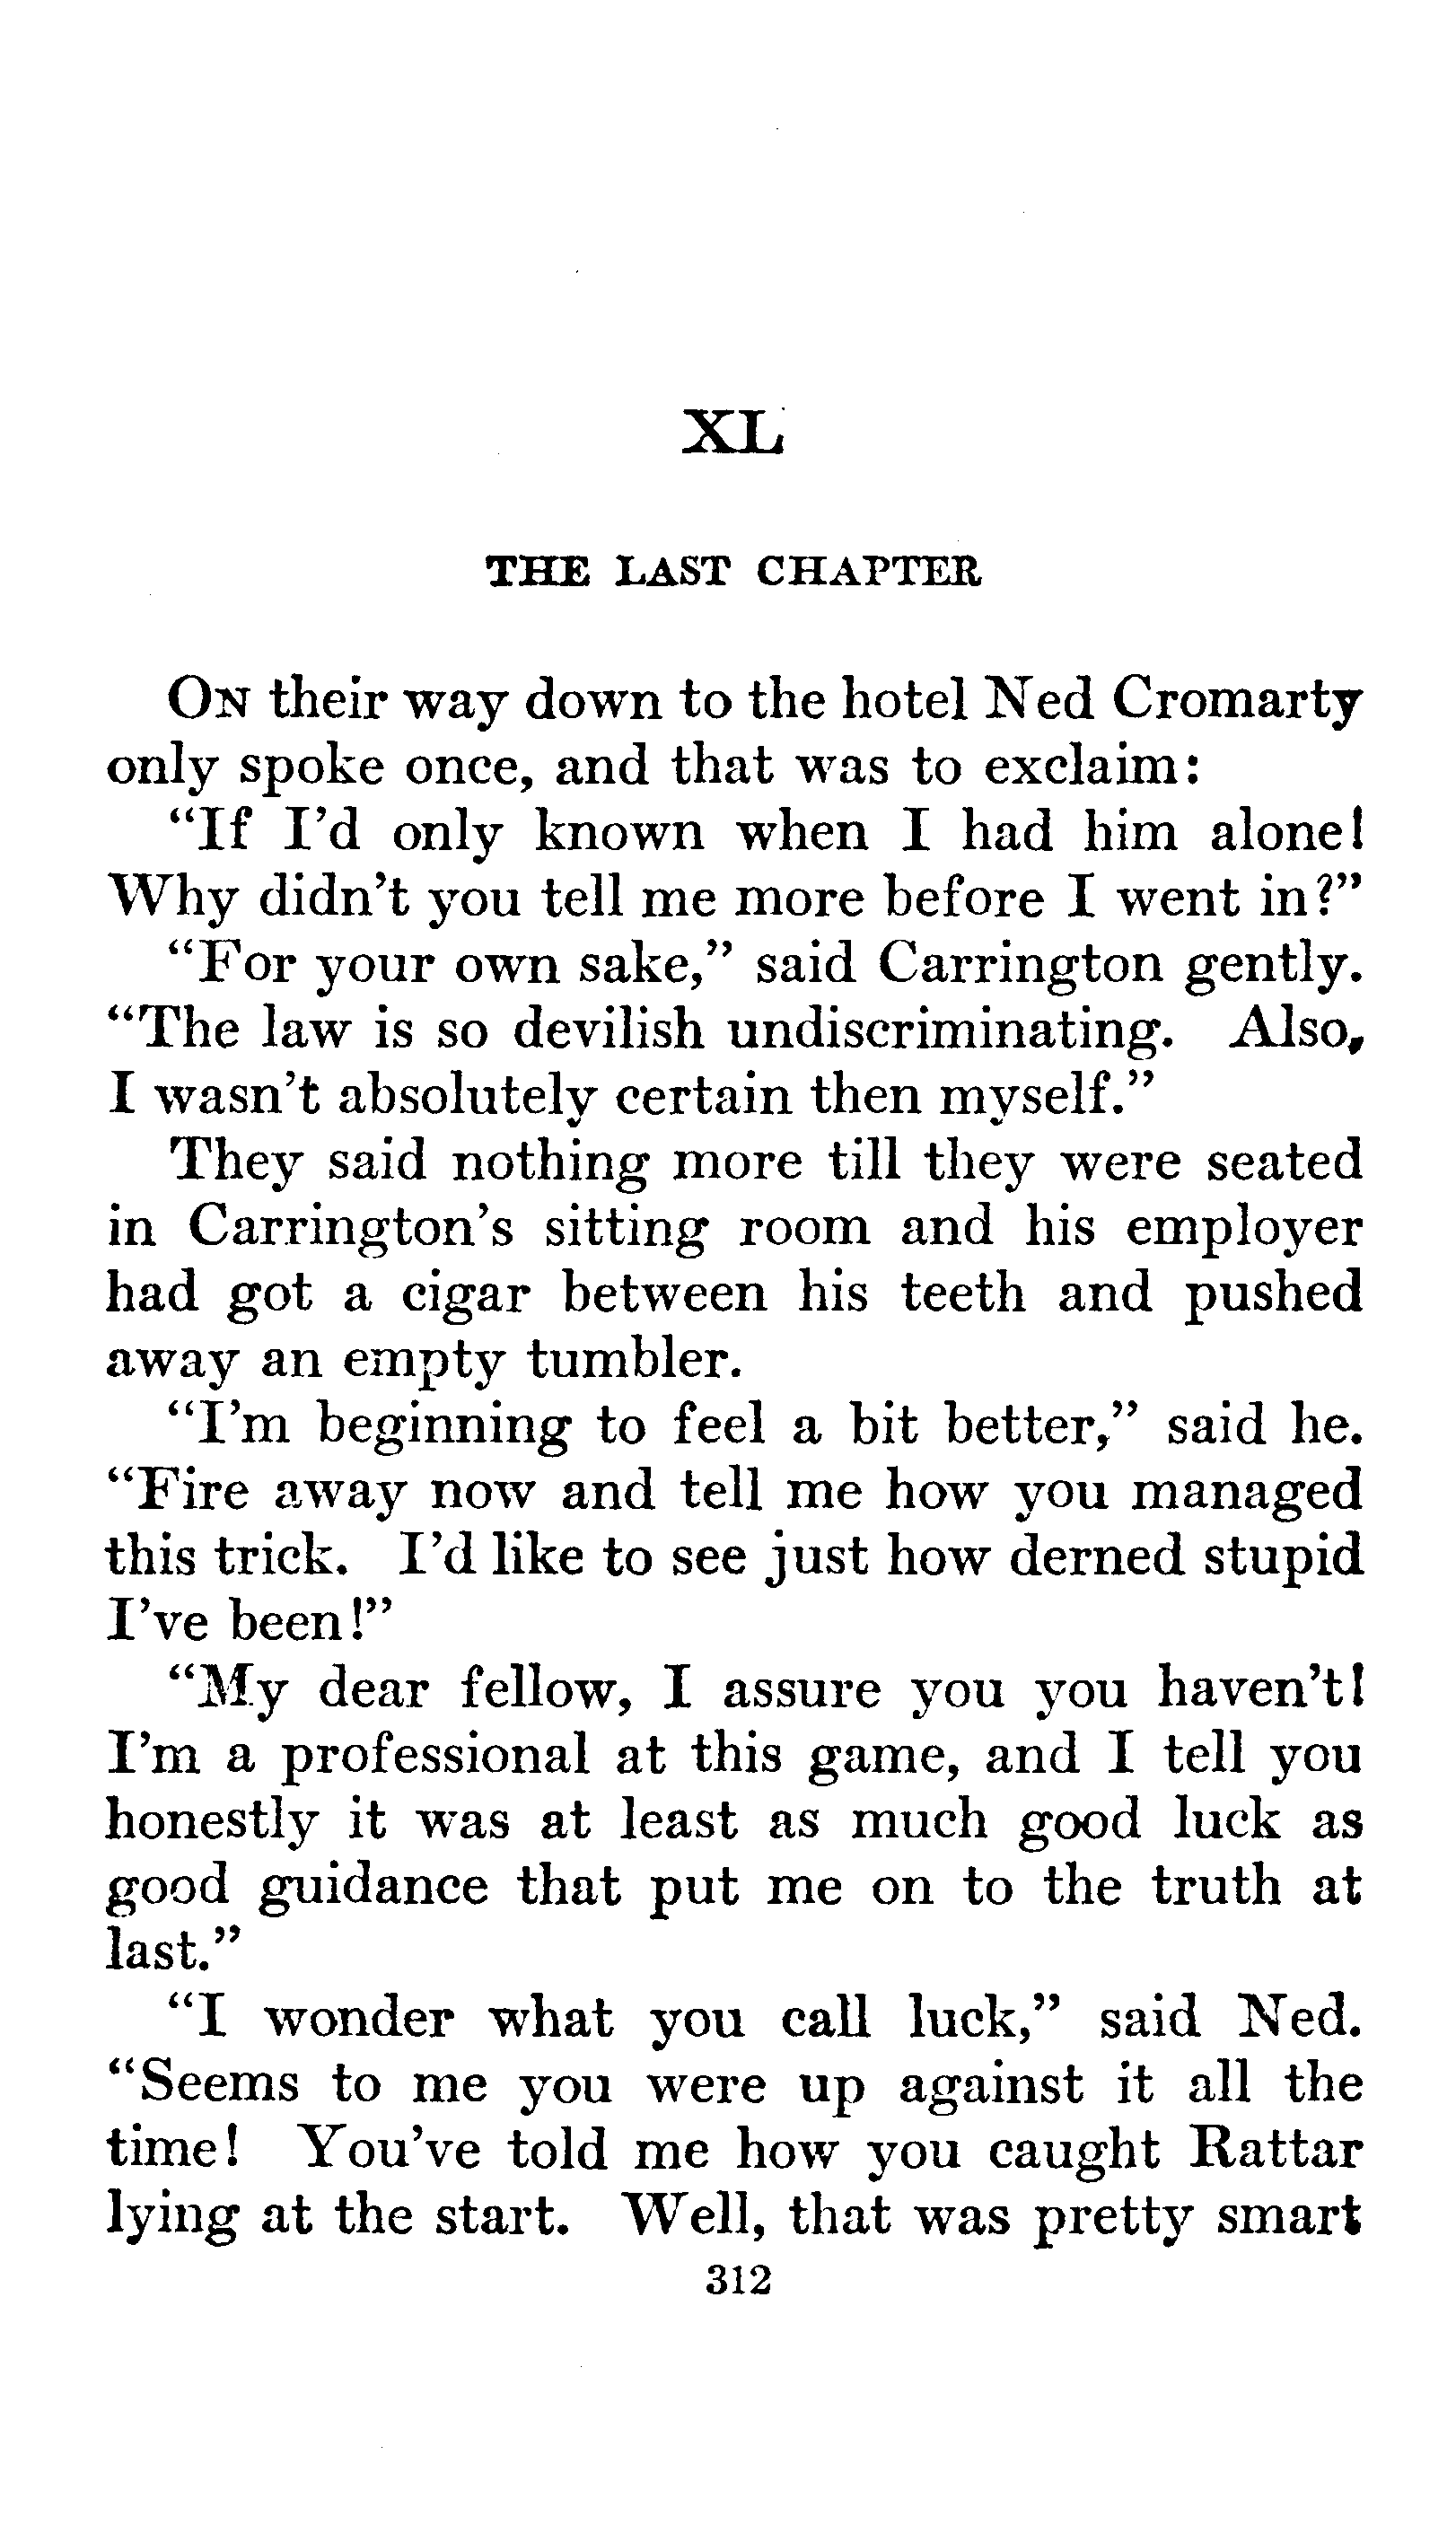 XL
THE LAST CHAPTER
ON their way down to the hotel Ned Cromarty
only spoke once, and that was to exclaim:
"If I'd only known when I had him alone!
Why didn't you tell me more before I went in?"
"For your own sake," said Carrington gently.
"The law is so devilish undiscriminating. Also,
I wasn't absolutely certain then myself."
They said nothing more till they were seated
in Carrington's sitting room and his employer
had got a cigar between his teeth and pushed
away an empty tumbler.
"I'm beginning to feel a bit better," said he.
"Fire away now and tell me how you managed
this trick. I'd like to see just how derned stupid
I've been!"
"My dear fellow, I assure you you haven't!
I'm a professional at this game, and I tell you
honestly it was at least as much good luck as
good guidance that put me on to the truth at
last."
"I wonder what you call luck," said Ned.
"Seems to me you were up against it all the
time! You've told me how you caught Rattar
lying at the start. Well, that was pretty smart
312